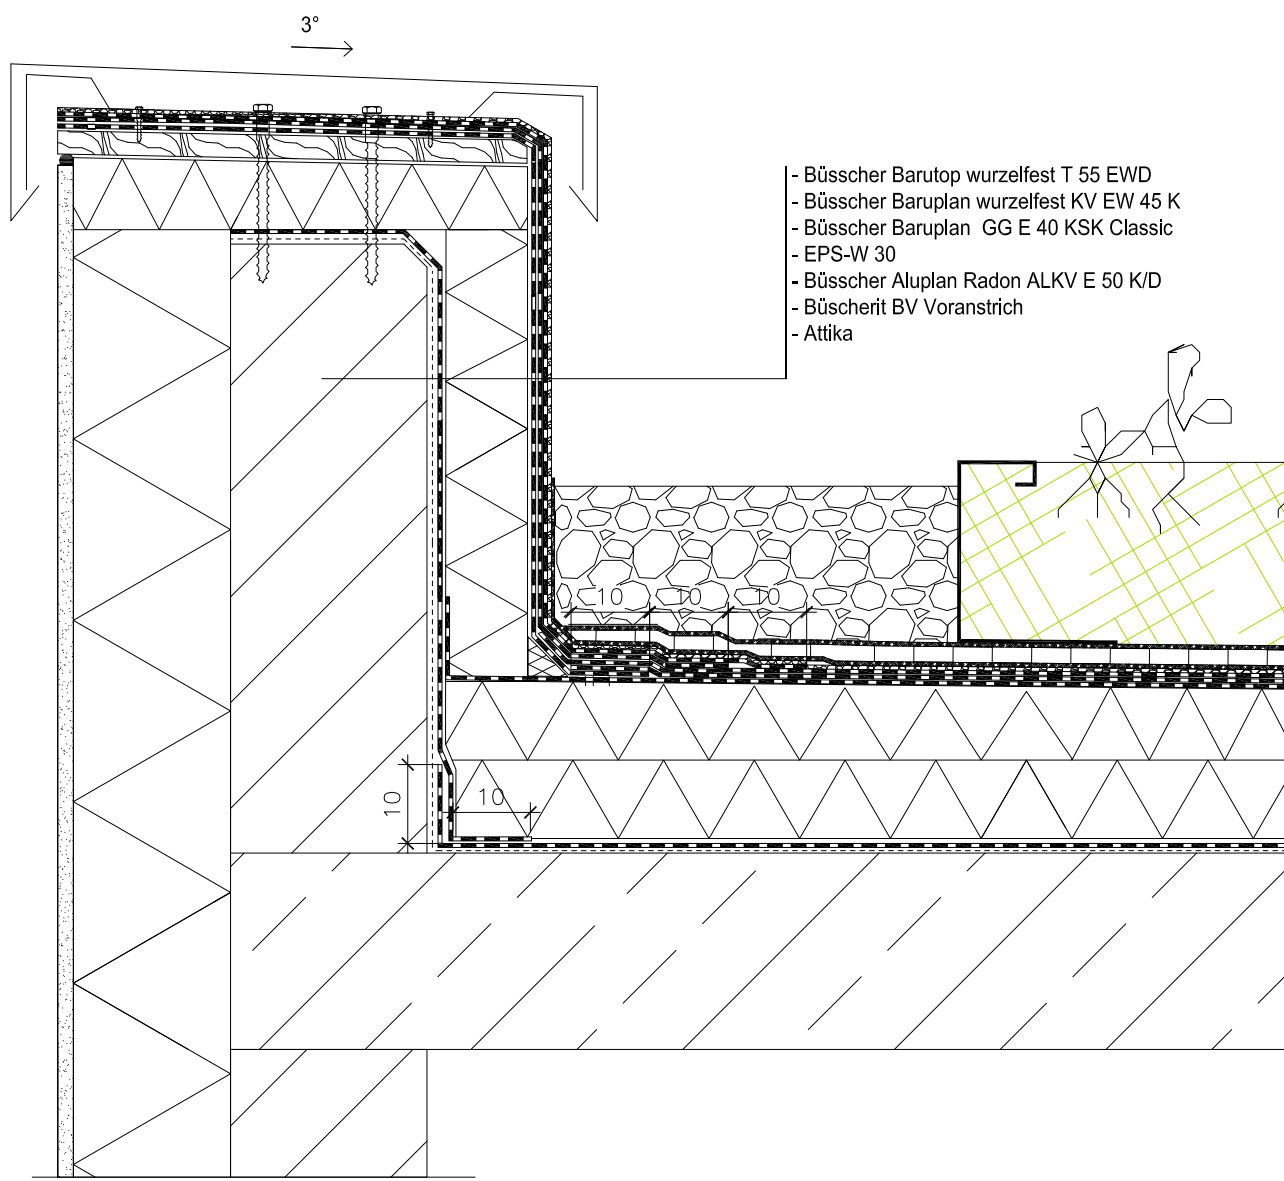 3°
- Büsscher Barutop wurzelfest T 55 EWD
- Büsscher Baruplan wurzelfest KV EW 45 K
- Büsscher Baruplan GG E 40 KSK Classic
- EPS-W 30
- Büsscher Aluplan Radon ALKV E 50 K/D
- Büscherit BV Voranstrich
- Attika
10 10 10
10
10